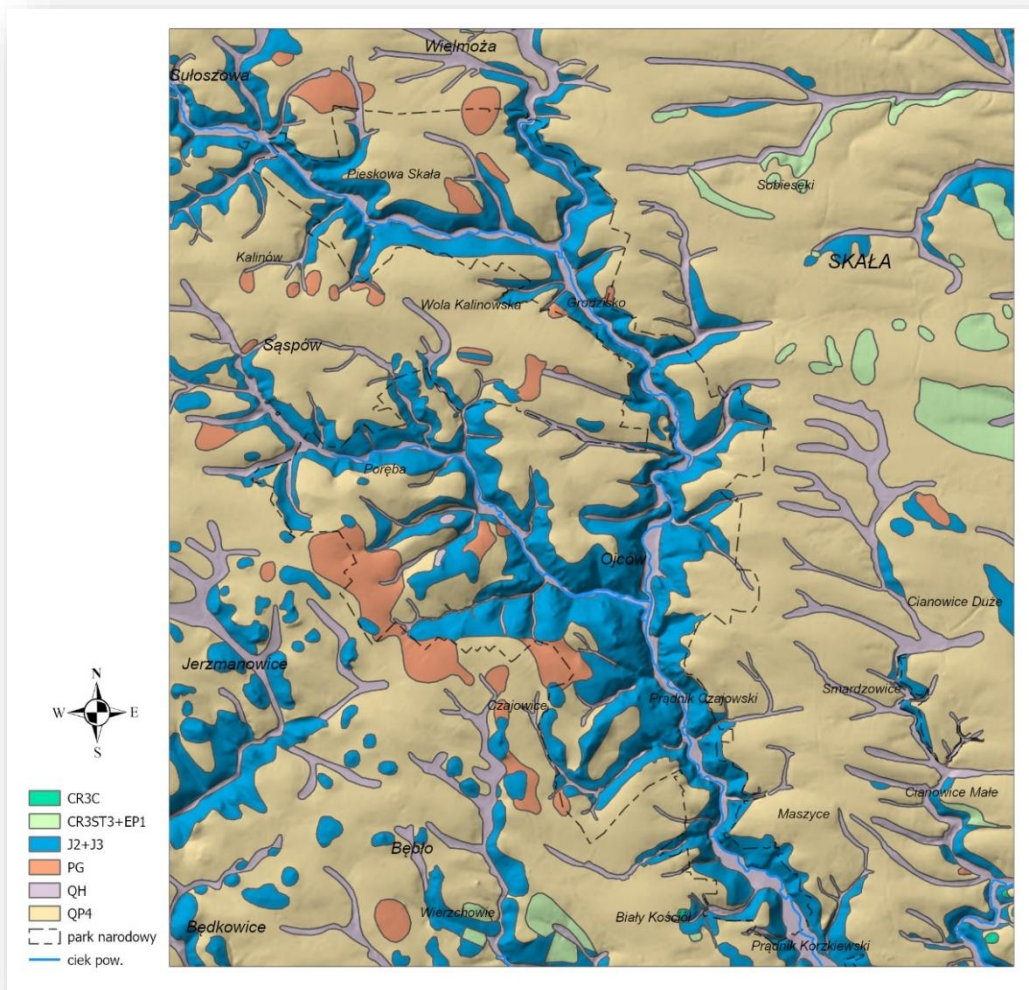 Wielmoża
Sułoszowa
Pieskowa Skała
Sobiesęki
Kalinów
SKAŁA
Wola Kalinowska
Grodzisko
Sąspów
Poręba
Ojców
Cianowice Duże
Jerzmanowice
Smardzowice
Prądnik Czajowski
Czajowice
N
W
E
S
Cianowice Małe
Maszyce
Bębło
Wierzchowie
Biały Kościół
Będkowice
Prądnik Korzkiewski
CR3C
CR3ST3+EP1
J2+J3
PG
QH
QP4
park narodowy
ciek pow.